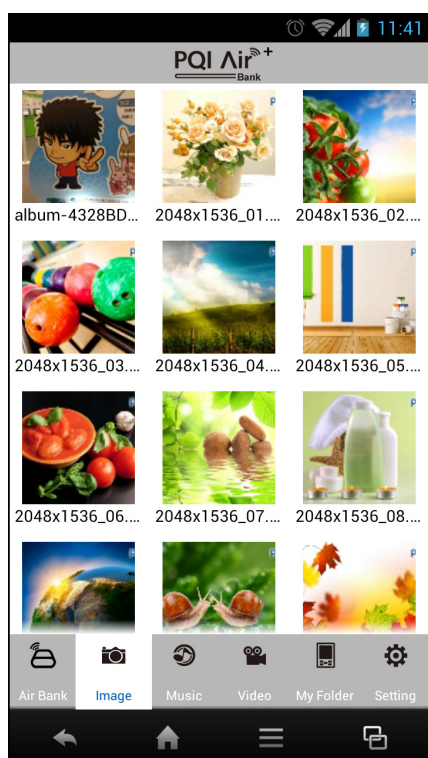 11:41
PQI Air+
Bank
album-4328BD...
2048x1536_01....
2048x1536_02....
2048x1536_03....
2048x1536_04....
2048x1536_05....
2048x1536_06....
2048x1536_07....
2048x1536_08....
Air Bank
Image
Music
Video
My Folder
Setting